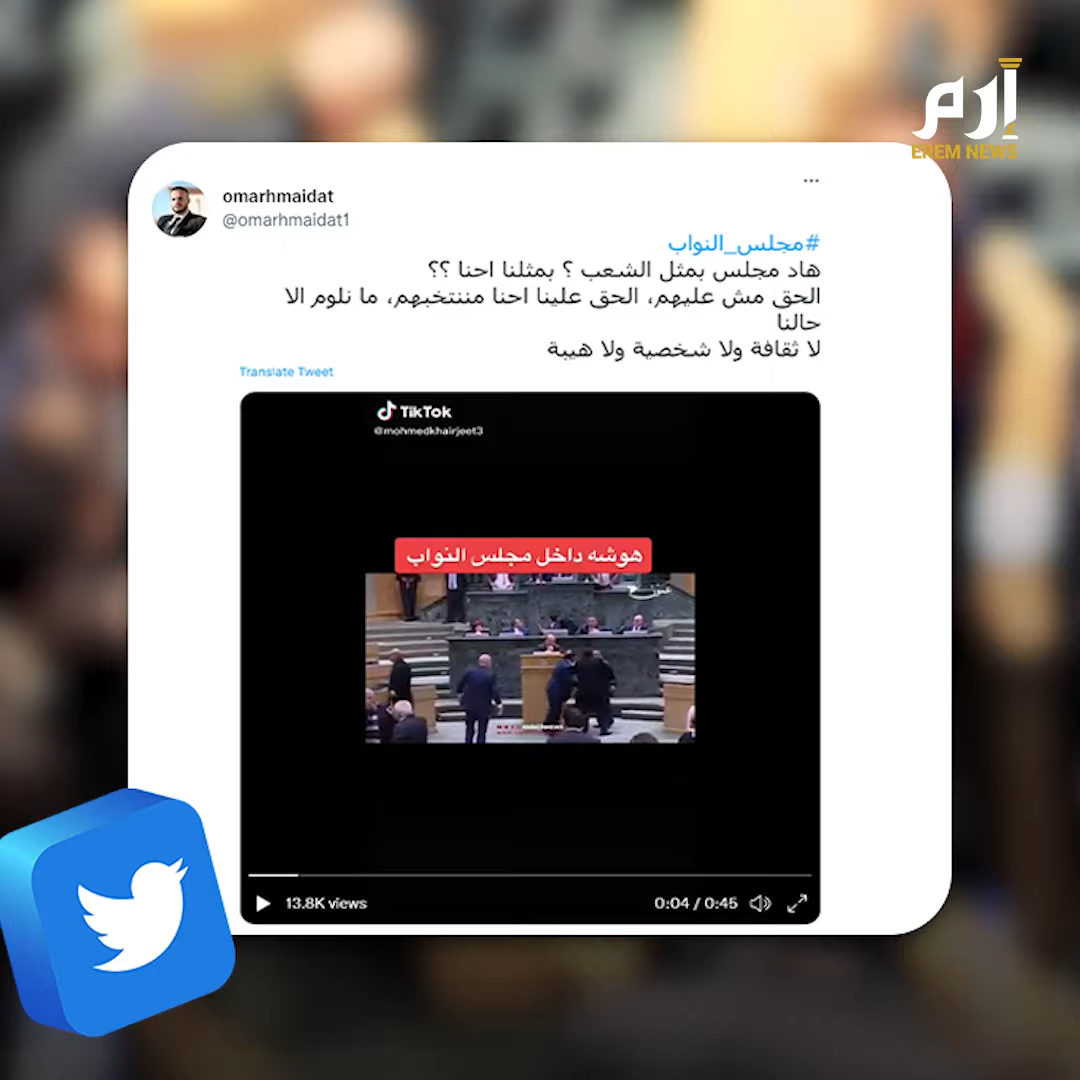 إرم
EREM NEWS
omarhmaidat
@omarhmaidat1
#مجلس_النواب
هاد مجلس بمثل الشعب ؟ بمثلنا احنا ؟؟
الحق مش عليهم، الحق علينا احنا مننتخبهم، ما نلوم الا
حالنا
لا ثقافة ولا شخصية ولا هيبة
Translate Tweet
TikTok
@mohmedkhairjeet3
هوشه داخل مجلس النواب
13.8K views
0:04 / 0:45